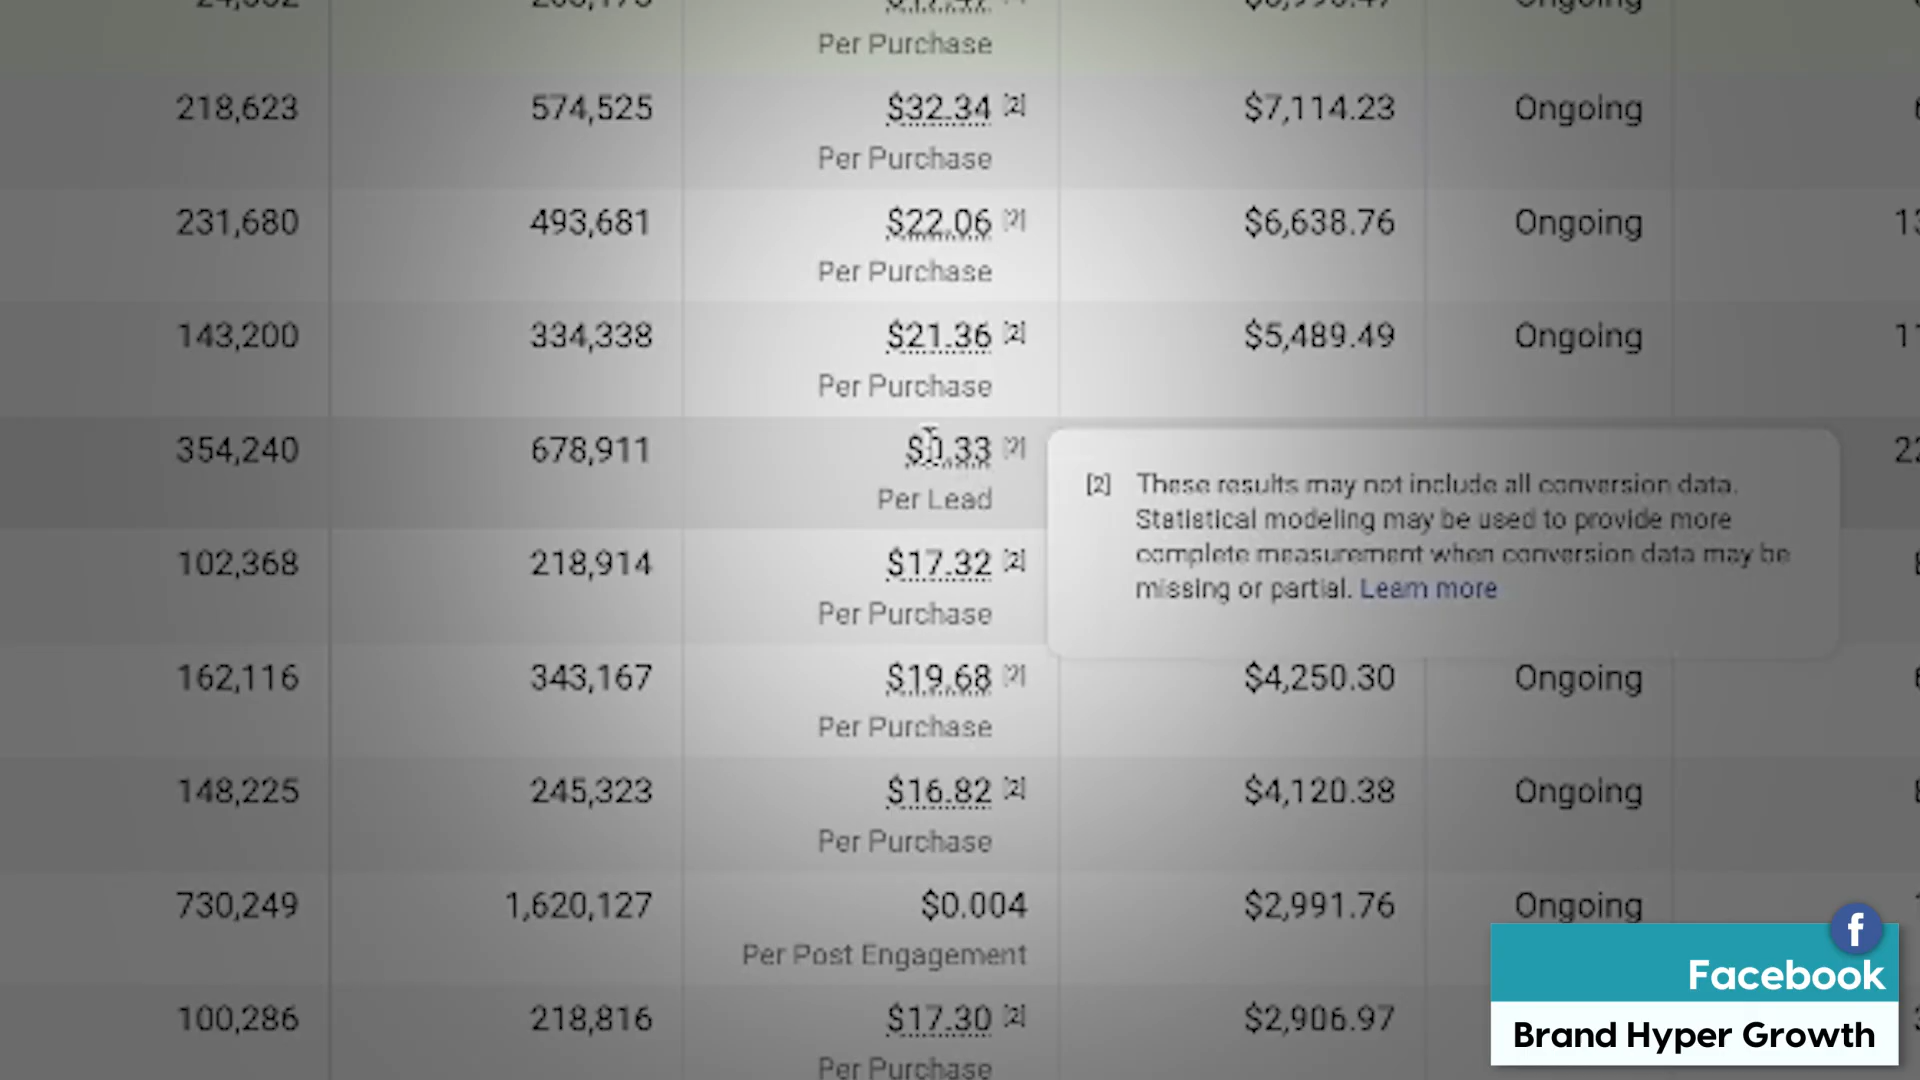 Per Purchase
218,623 574,525 $32.34 [2] $7,114.23 Ongoing
Per Purchase
231,680 493,681 $22.06 [2] $6,638.76 Ongoing
Per Purchase
143,200 334,338 $21.36 [2] $5,489.49 Ongoing
Per Purchase
354,240 678,911 $0.33 [2]
Per Lead
[2] These results may not include all conversion data.
Statistical modeling may be used to provide more
complete measurement when conversion data may be
missing or partial. Learn more
102,368 218,914 $17.32 [2]
Per Purchase
162,116 343,167 $19.68 [2] $4,250.30 Ongoing
Per Purchase
148,225 245,323 $16.82 [2] $4,120.38 Ongoing
Per Purchase
730,249 1,620,127 $0.004 $2,991.76 Ongoing
Per Post Engagement
100,286 218,816 $17.30 [2] $2,906.97
Per Purchase
f
Facebook
Brand Hyper Growth